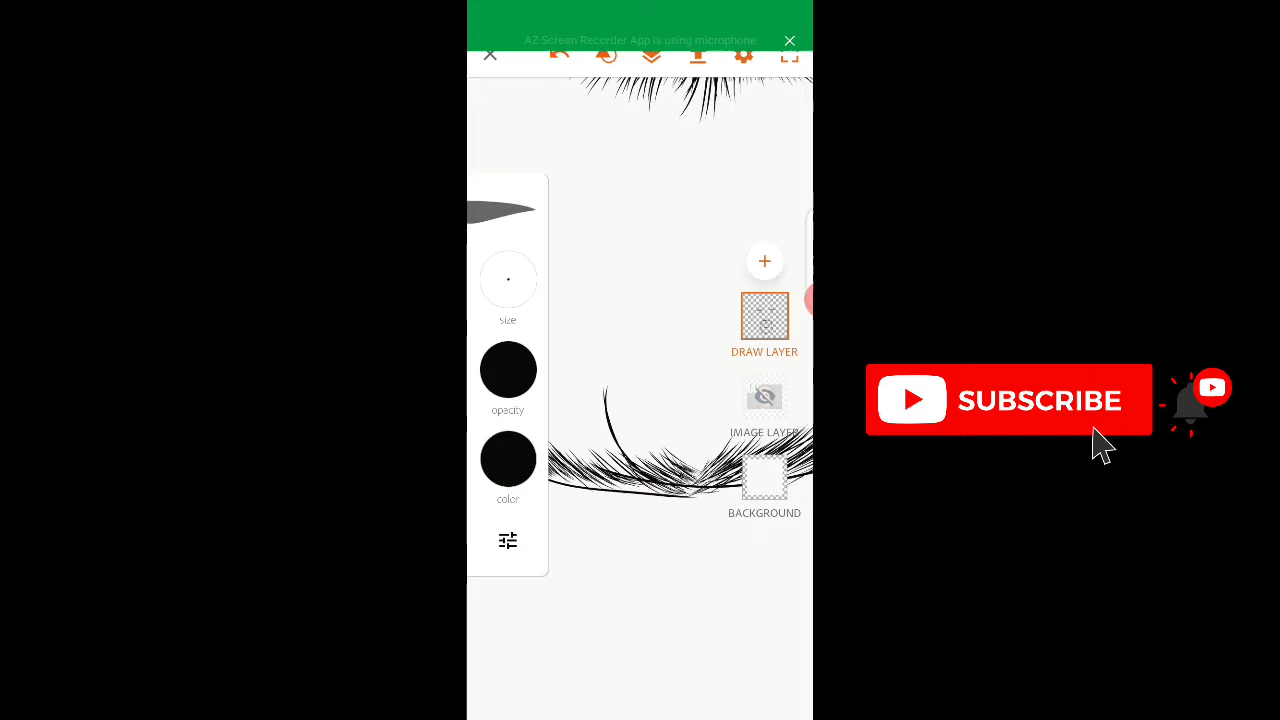 AZ Screen Recorder App is using microphone
size
DRAW LAYER
opacity
IMAGE LAYER
color
BACKGROUND
SUBSCRIBE